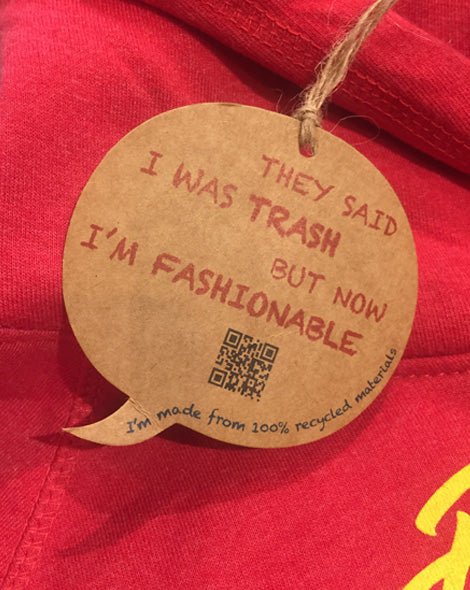 THEY SAID
I WAS TRASH
BUT NOW
I'M FASHIONABLE
I'm made from 100% recycled materials